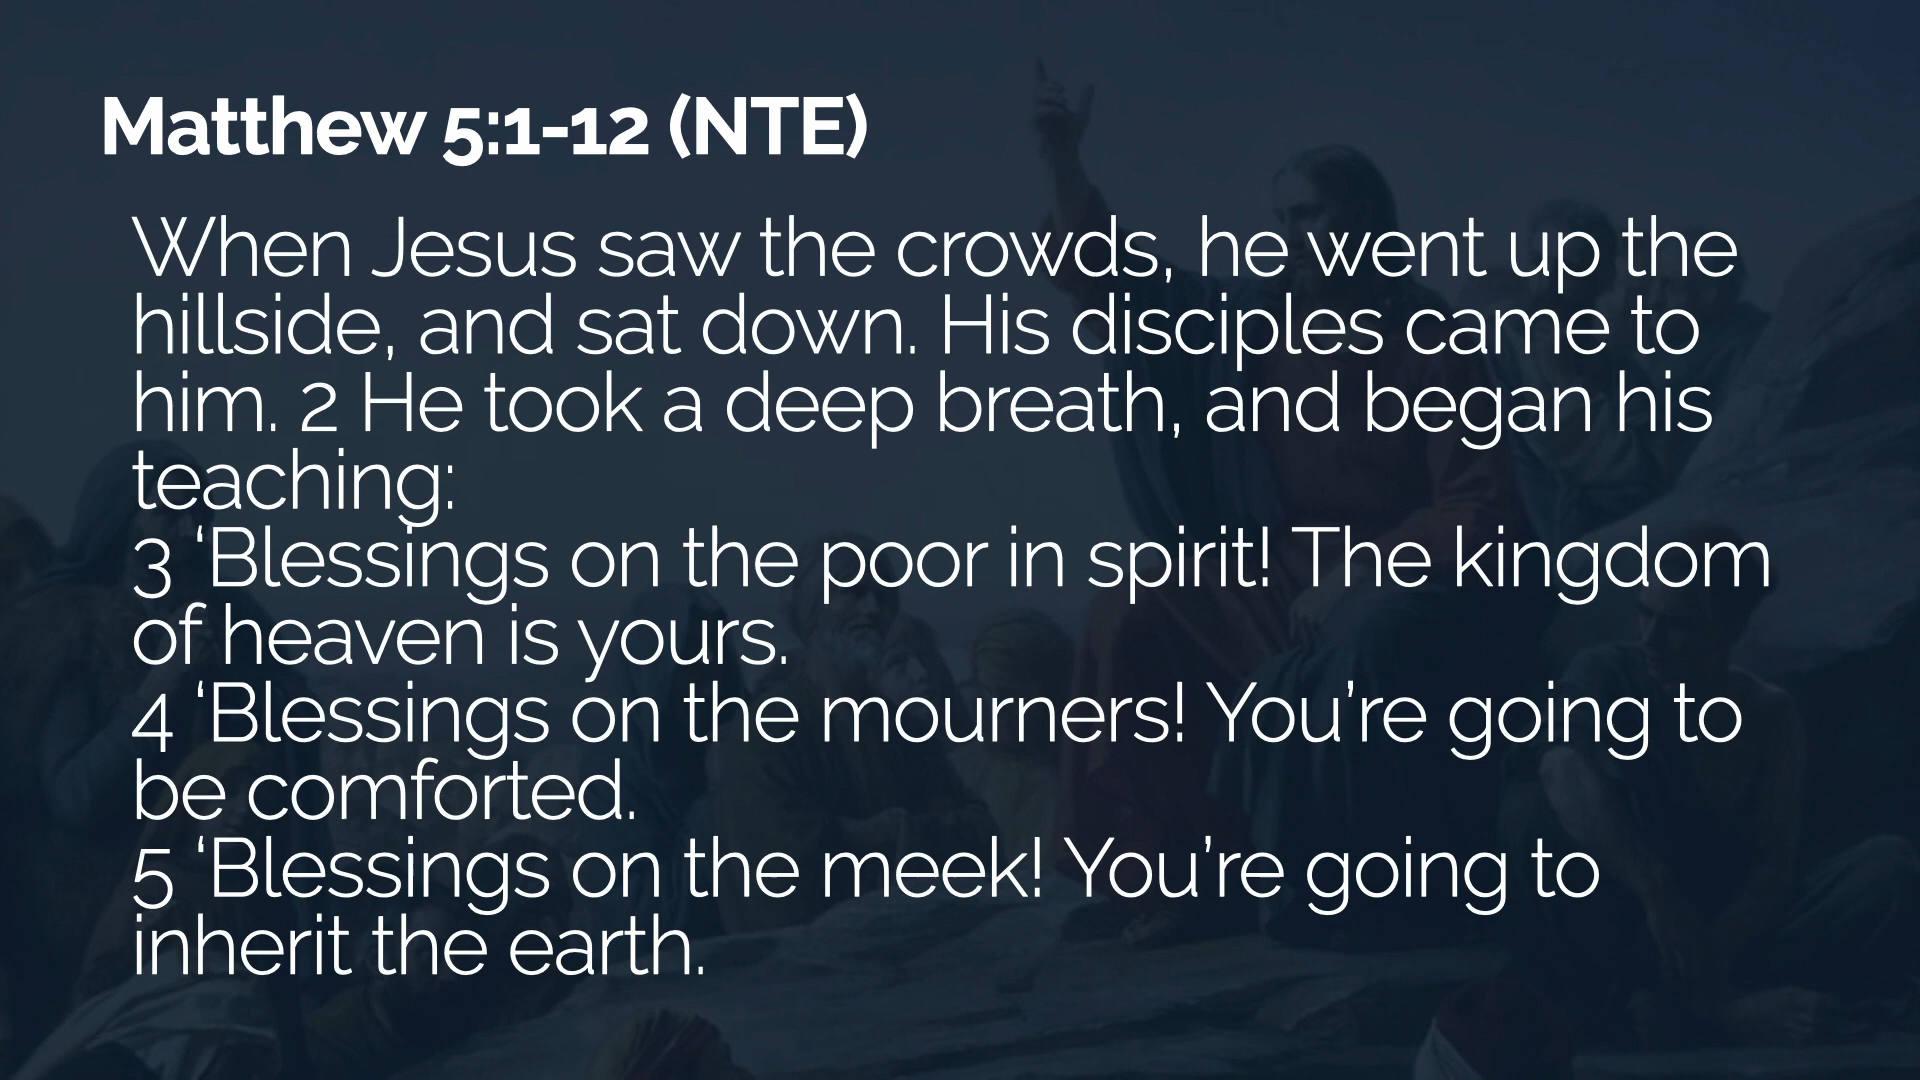 Matthew 5:1-12 (NTE)
When Jesus saw the crowds, he went up the
hillside, and sat down. His disciples came to
him. 2 He took a deep breath, and began his
teaching:
3 ‘Blessings on the poor in spirit! The kingdom
of heaven is yours.
4 ‘Blessings on the mourners! You’re going to
be comforted.
5 ‘Blessings on the meek! You’re going to
inherit the earth.